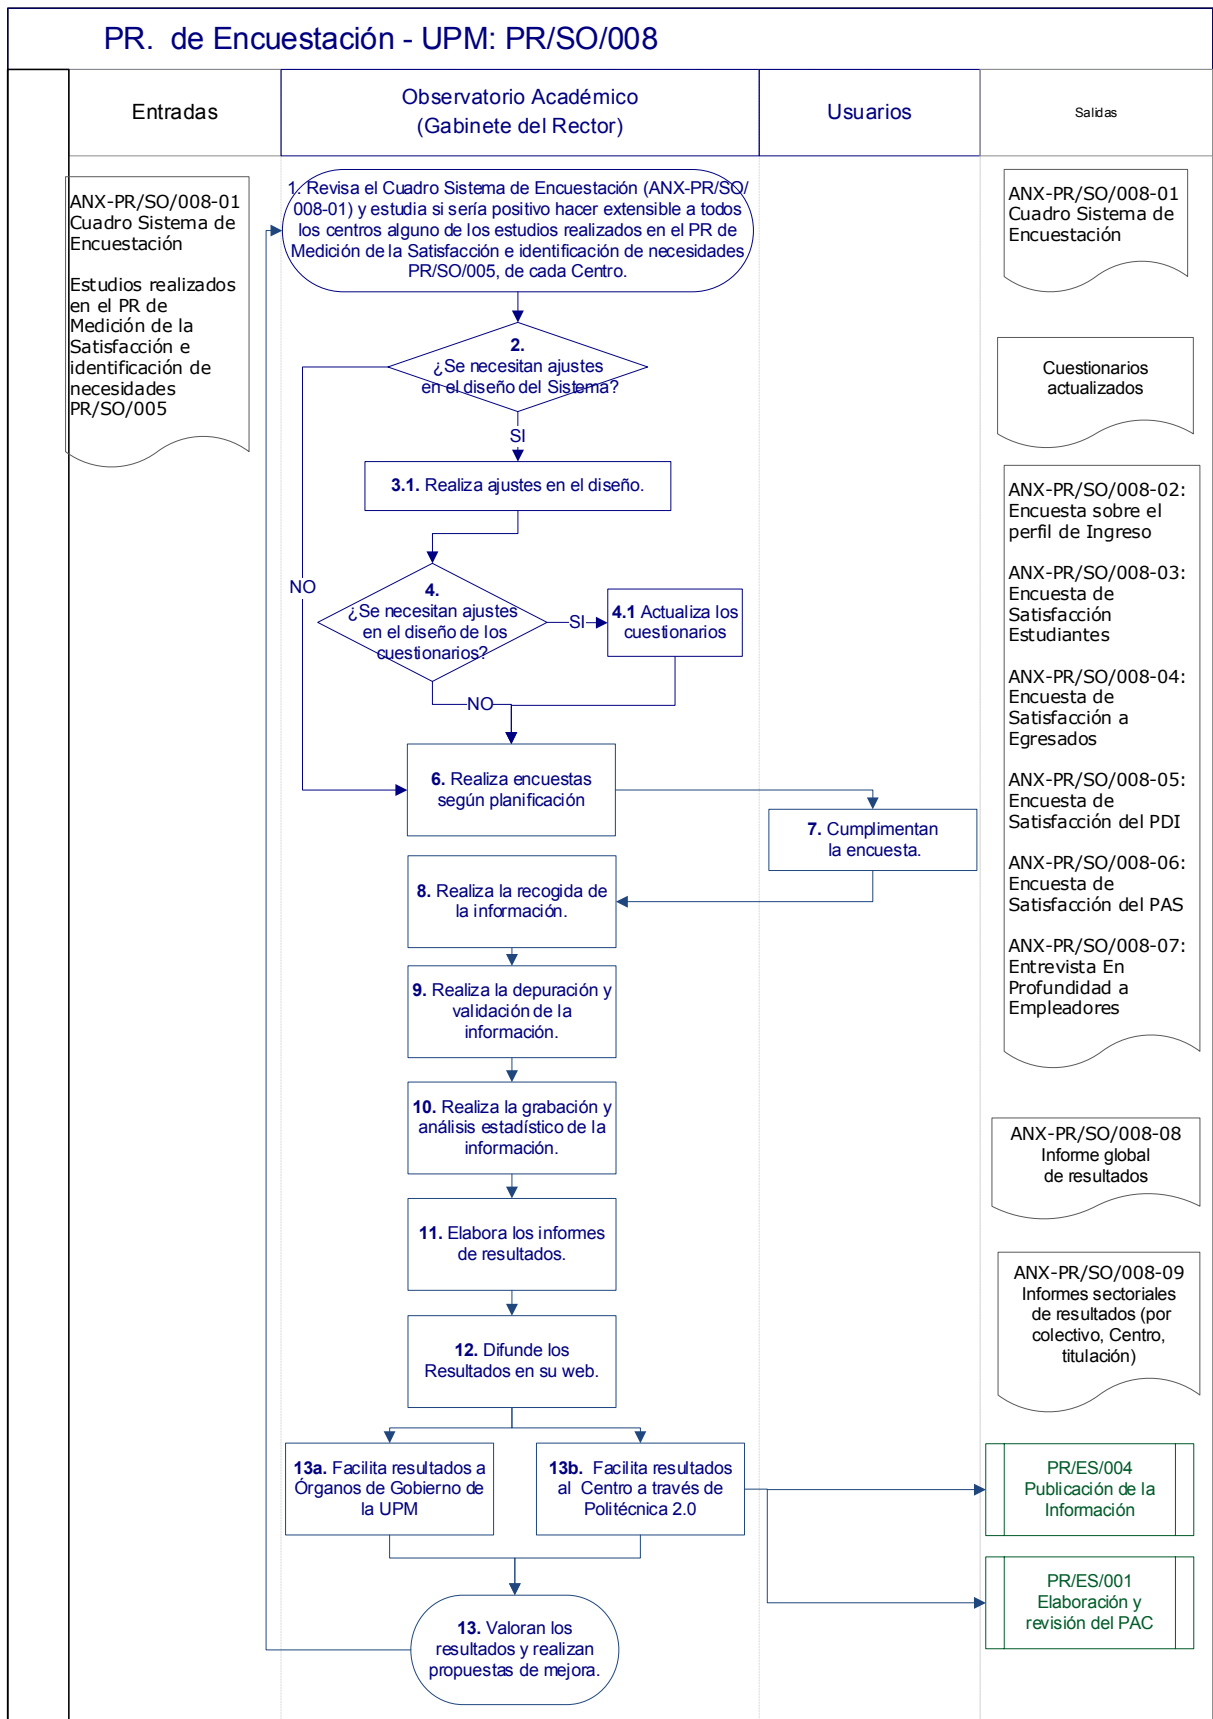 PR. de Encuestación - UPM: PR/SO/008
Entradas
Observatorio Académico
(Gabinete del Rector)
Usuarios
Salidas
ANX-PR/SO/008-01
Cuadro Sistema de
Encuestación
Estudios realizados
en el PR de
Medición de la
Satisfacción e
identificación de
necesidades
PR/SO/005
1. Revisa el Cuadro Sistema de Encuestación (ANX-PR/SO/
008-01) y estudia si sería positivo hacer extensible a todos
los centros alguno de los estudios realizados en el PR de
Medición de la Satisfacción e identificación de necesidades
PR/SO/005, de cada Centro.
2.
¿Se necesitan ajustes
en el diseño del Sistema?
SI
NO
3.1. Realiza ajustes en el diseño.
4.
¿Se necesitan ajustes
en el diseño de los
cuestionarios?
SI
4.1 Actualiza los
cuestionarios
NO
6. Realiza encuestas
según planificación
7. Cumplimentan
la encuesta.
8. Realiza la recogida de
la información.
9. Realiza la depuración y
validación de la
información.
10. Realiza la grabación y
análisis estadístico de la
información.
11. Elabora los informes
de resultados.
12. Difunde los
Resultados en su web.
13a. Facilita resultados a
Órganos de Gobierno de
la UPM
13b. Facilita resultados
al Centro a través de
Politécnica 2.0
13. Valoran los
resultados y realizan
propuestas de mejora.
ANX-PR/SO/008-01
Cuadro Sistema de
Encuestación
Cuestionarios
actualizados
ANX-PR/SO/008-02:
Encuesta sobre el
perfil de Ingreso
ANX-PR/SO/008-03:
Encuesta de
Satisfacción
Estudiantes
ANX-PR/SO/008-04:
Encuesta de
Satisfacción a
Egresados
ANX-PR/SO/008-05:
Encuesta de
Satisfacción del PDI
ANX-PR/SO/008-06:
Encuesta de
Satisfacción del PAS
ANX-PR/SO/008-07:
Entrevista En
Profundidad a
Empleadores
ANX-PR/SO/008-08
Informe global
de resultados
ANX-PR/SO/008-09
Informes sectoriales
de resultados (por
colectivo, Centro,
titulación)
PR/ES/004
Publicación de la
Información
PR/ES/001
Elaboración y
revisión del PAC